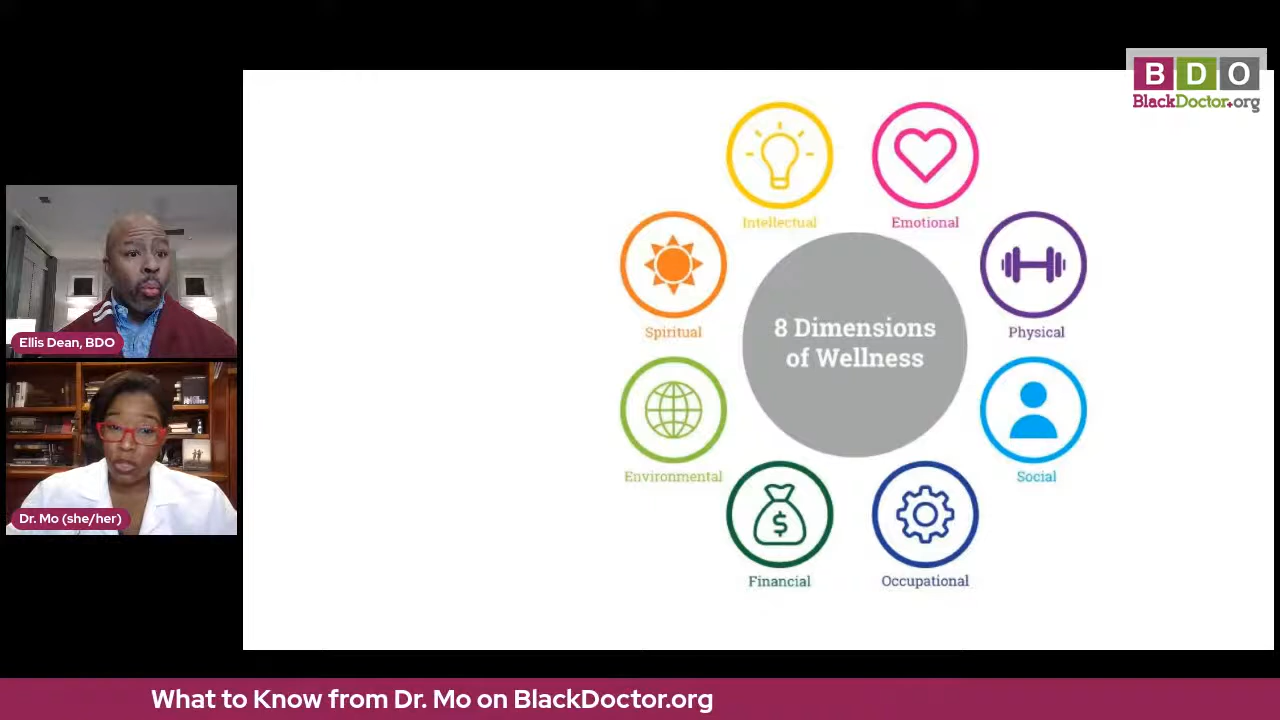 B D O
BlackDoctor.org
Intellectual
Emotional
Spiritual
Physical
8 Dimensions
of Wellness
Environmental
Social
$
Financial
Occupational
Ellis Dean, BDO
Dr. Mo (she/her)
What to Know from Dr. Mo on BlackDoctor.org